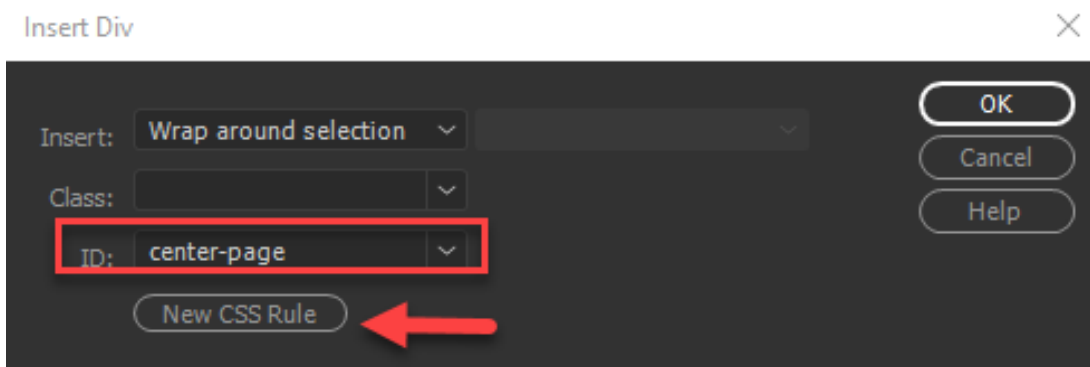 Insert Div
Insert: Wrap around selection
OK
Cancel
Class:
Help
ID: center-page
New CSS Rule